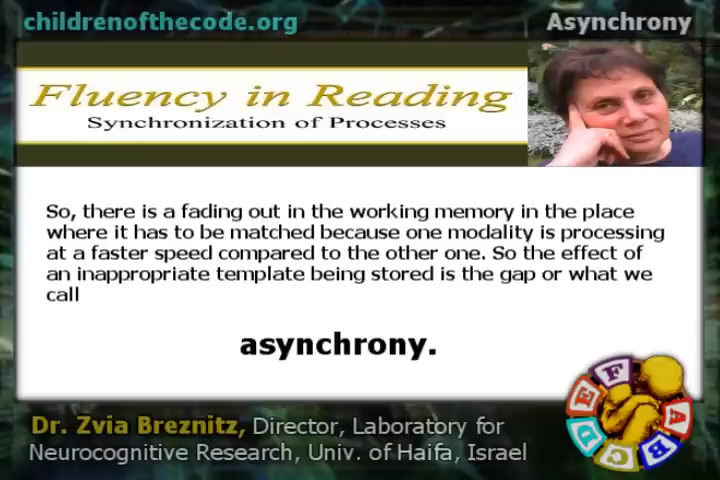 childrenofthecode.org
Asynchrony
Fluency in Reading
Synchronization of Processes
So, there is a fading out in the working memory in the place
where it has to be matched because one modality is processing
at a faster speed compared to the other one. So the effect of
an inappropriate template being stored is the gap or what we
call
asynchrony.
Dr. Zvia Breznitz, Director, Laboratory for
Neurocognitive Research, Univ. of Haifa, Israel
F
E
A
D
C
B